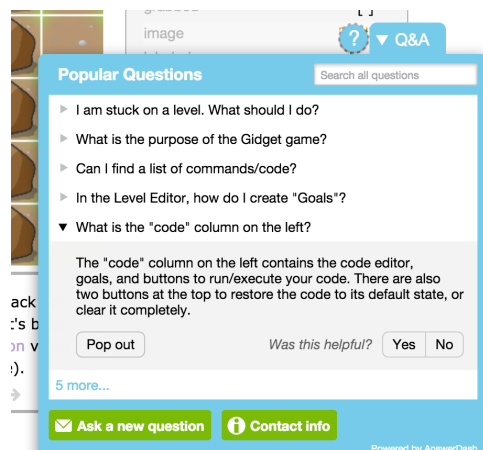 image
[ ]
? Q&A
Popular Questions
Search all questions
I am stuck on a level. What should I do?
What is the purpose of the Gidget game?
Can I find a list of commands/code?
In the Level Editor, how do I create "Goals"?
What is the "code" column on the left?
The "code" column on the left contains the code editor,
goals, and buttons to run/execute your code. There are also
two buttons at the top to restore the code to its default state, or
clear it completely.
Pop out
Was this helpful? Yes No
5 more...
Ask a new question
Contact info
Powered by AnswerDash